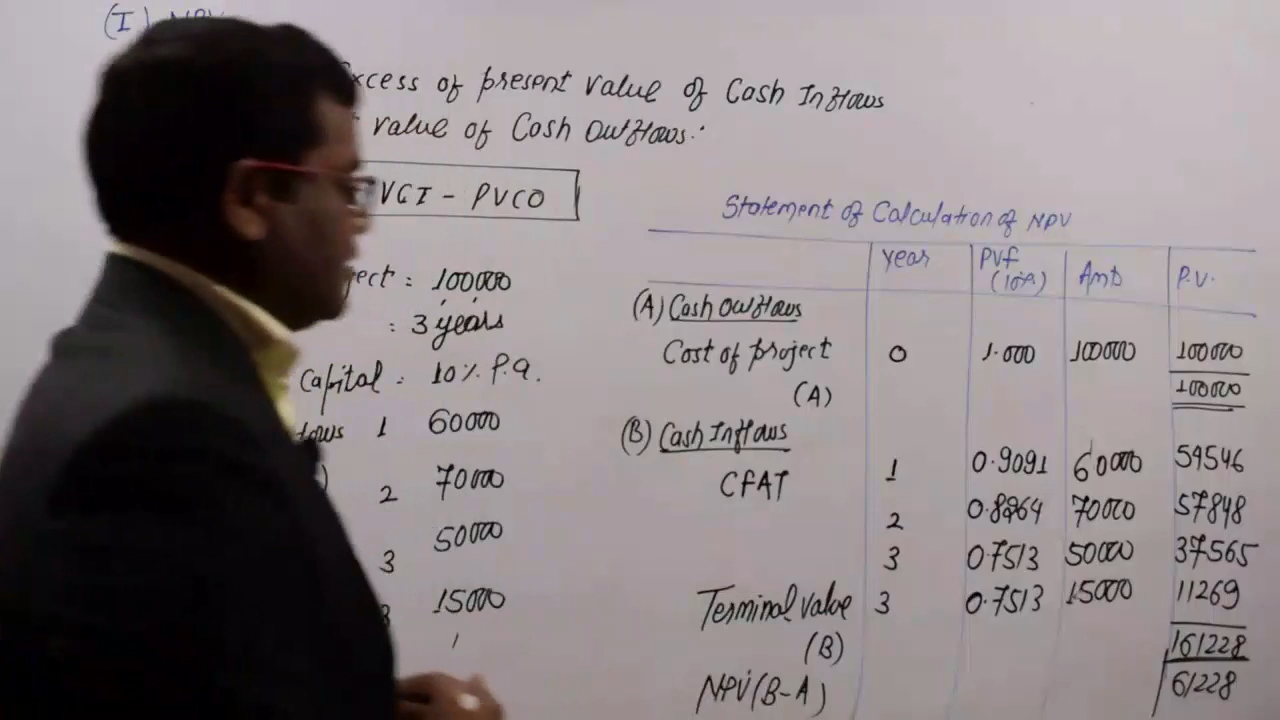 (I) NPV
Excess of present value of Cash Inflows
value of Cash Outflows:
VCI - PVCO
ject : 100000
: 3 years
Capital : 10% P.a.
lows 1 60000
2 70000
3 50000
3 15000
Statement of Calculation of NPV
year PVf (10%) Amt P.V.
(A) Cash Outflows
Cost of project 0 1.000 100000 100000
(A) 100000
(B) Cash Inflows
CFAT 1 0.9091 60000 54546
2 0.8264 70000 57848
3 0.7513 50000 37565
Terminal value 3 0.7513 15000 11269
(B) 161228
NPV (B-A) 61228